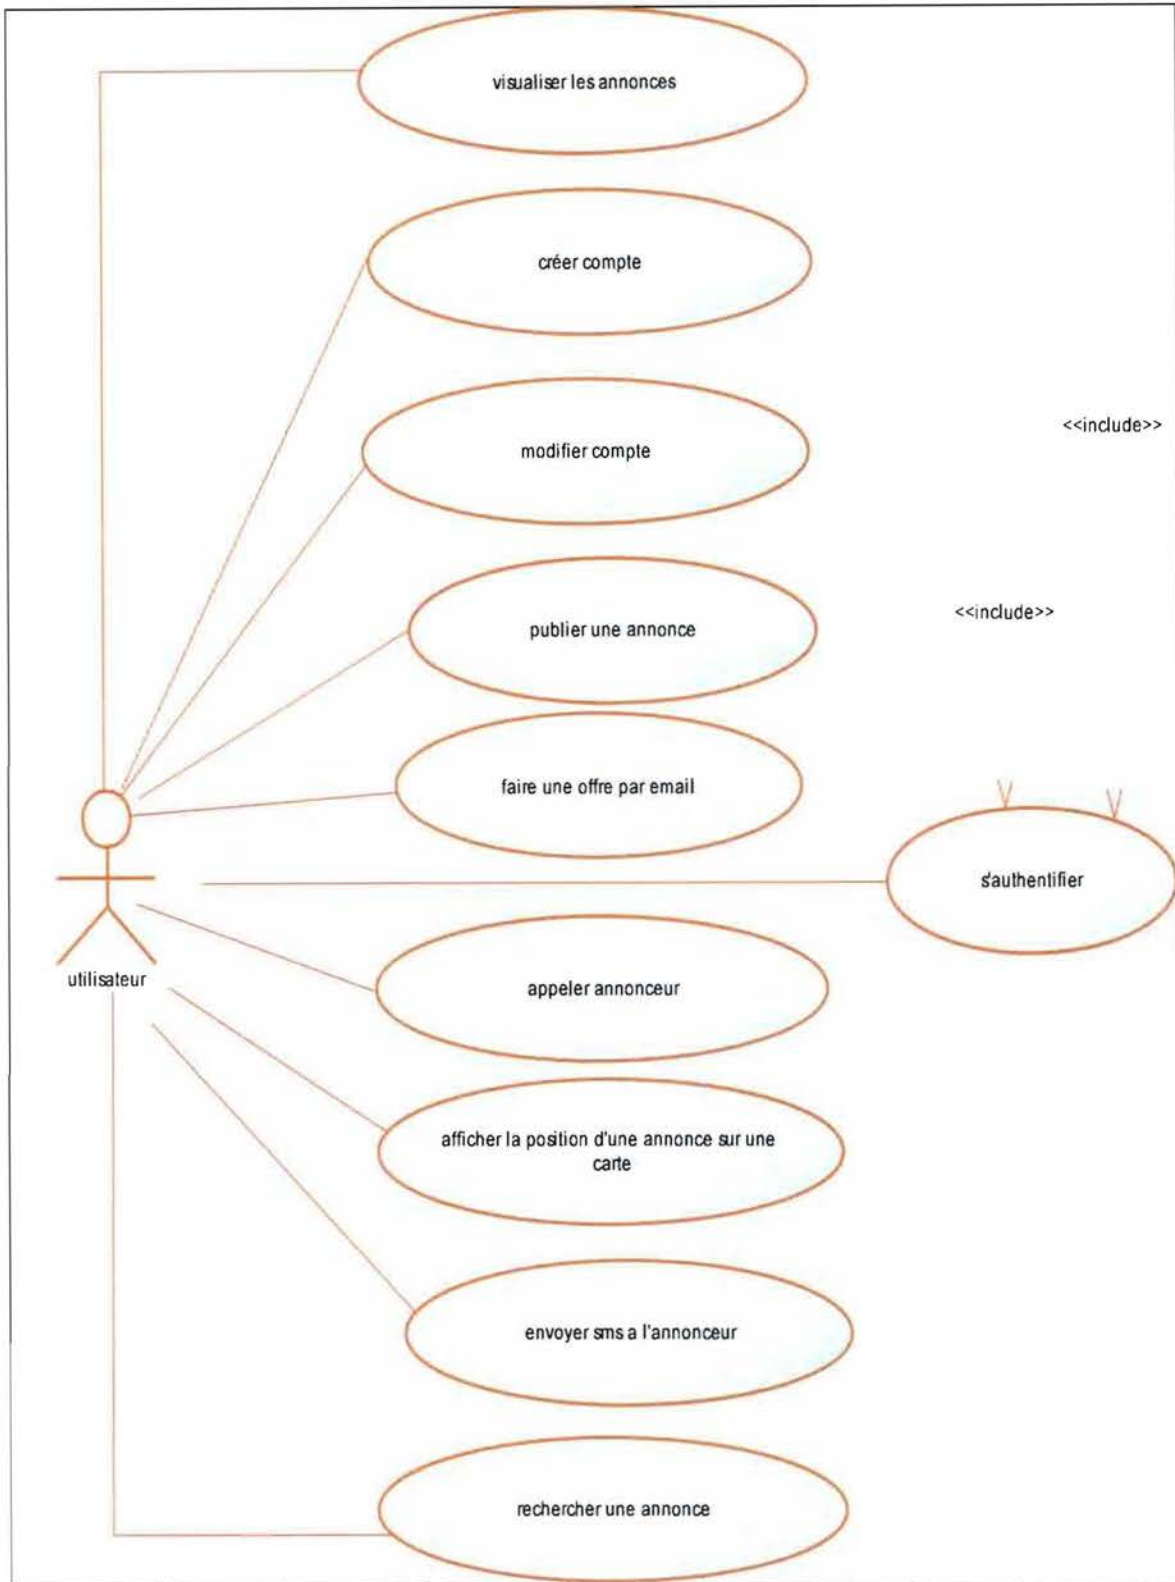 visualiser les annonces
créer compte
<<include>>
modifier compte
<<include>>
publier une annonce
faire une offre par email
s'authentifier
utilisateur
appeler annonceur
afficher la position d'une annonce sur une
carte
envoyer sms a l'annonceur
rechercher une annonce